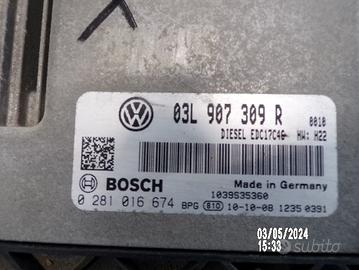 03L 907 309 R 0010
DIESEL EDC17C46 HW: H22
BOSCH
Made in Germany
1039S35360
0 281 016 674 BPG 810 10-10-08 1235 0391
03/05/2024
15:33
subito